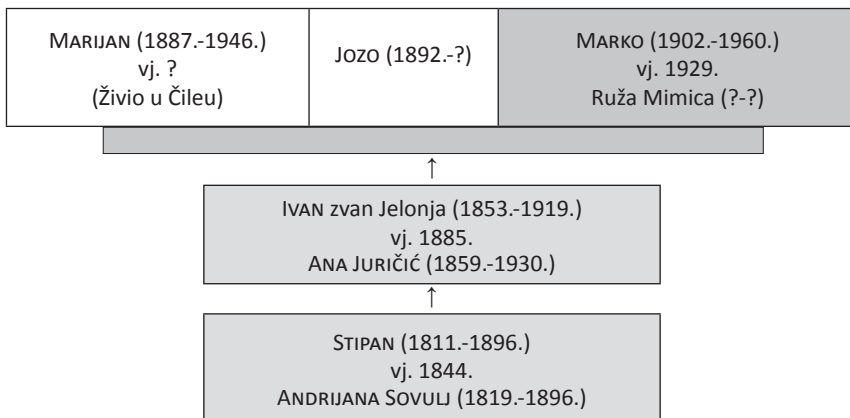 Marijan (1887.-1946.)
vj. ?
(Živio u Čileu)
Jozo (1892.-?)
Marko (1902.-1960.)
vj. 1929.
Ruža Mimica (?-?)
↑
Ivan zvan Jelonja (1853.-1919.)
vj. 1885.
Ana Juričić (1859.-1930.)
↑
Stipan (1811.-1896.)
vj. 1844.
Andrijana Sovulj (1819.-1896.)